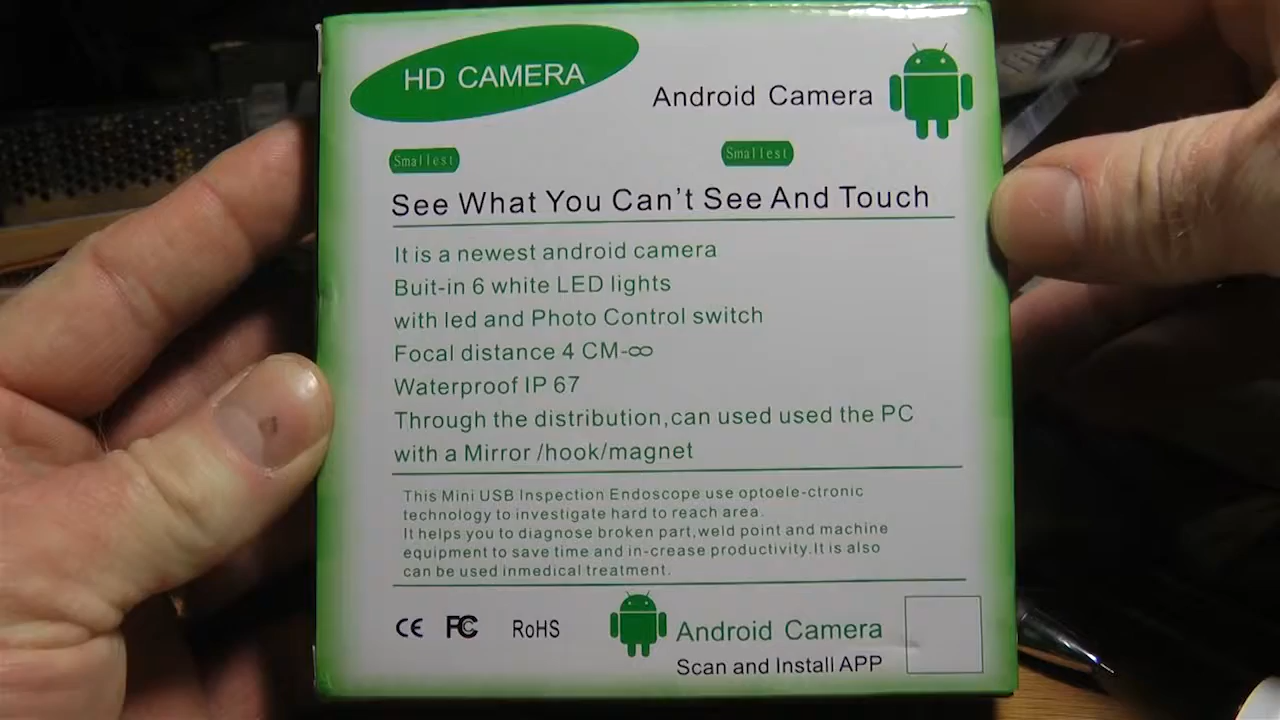 HD CAMERA
Android Camera
Smallest
Smallest
See What You Can't See And Touch
It is a newest android camera
Buit-in 6 white LED lights
with led and Photo Control switch
Focal distance 4 CM-∞
Waterproof IP 67
Through the distribution,can used used the PC
with a Mirror /hook/magnet
This Mini USB Inspection Endoscope use optoele-ctronic
technology to investigate hard to reach area.
It helps you to diagnose broken part,weld point and machine
equipment to save time and in-crease productivity.It is also
can be used inmedical treatment.
CE FC RoHS
Android Camera
Scan and Install APP